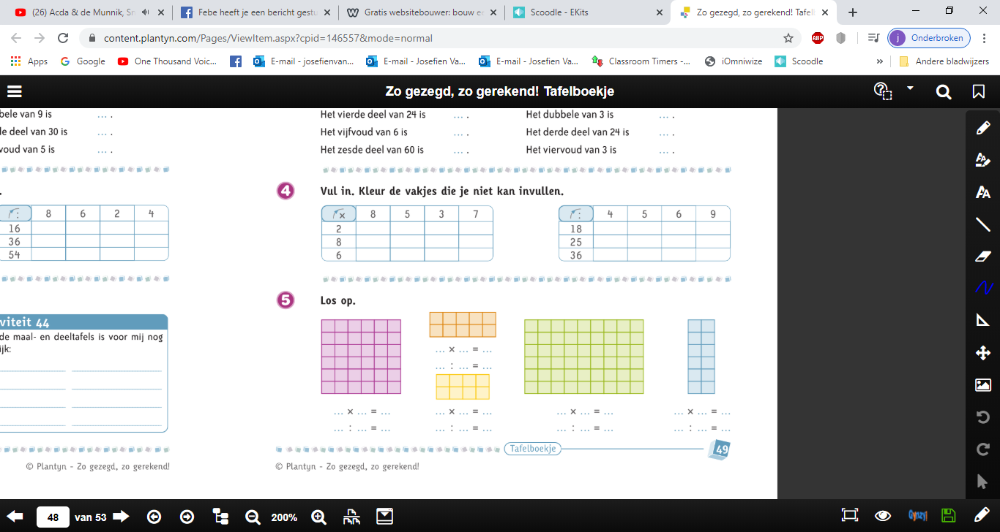 (26) Acda & de Munnik, Sn
Febe heeft je een bericht gestu
Gratis websitebouwer: bouw ee
Scoodle - EKits
Zo gezegd, zo gerekend! Tafel
content.plantyn.com/Pages/ViewItem.aspx?cpid=146557&mode=normal
ABP
j Onderbroken
Apps Google One Thousand Voic... E-mail - josefienvan... E-mail - Josefien Va... E-mail - Josefien Va... Classroom Timers -... iOmniwize Scoodle » Andere bladwijzers
Zo gezegd, zo gerekend! Tafelboekje
bele van 9 is ... .
le deel van 30 is ... .
voud van 5 is ... .
Het vierde deel van 24 is ... .
Het vijfvoud van 6 is ... .
Het zesde deel van 60 is ... .
Het dubbele van 3 is ... .
Het derde deel van 24 is ... .
Het viervoud van 3 is ... .
.
: 8 6 2 4
16
36
54
4 Vul in. Kleur de vakjes die je niet kan invullen.
x 8 5 3 7
2
8
6
: 4 5 6 9
18
25
36
viteit 44
de maal- en deeltafels is voor mij nog
ijk:
5 Los op.
... × ... = ...
... : ... = ...
... × ... = ... ... × ... = ... ... × ... = ... ... × ... = ...
... : ... = ... ... : ... = ... ... : ... = ... ... : ... = ...
Tafelboekje 49
© Plantyn - Zo gezegd, zo gerekend!
© Plantyn - Zo gezegd, zo gerekend!
48 van 53 200% Gynzy!